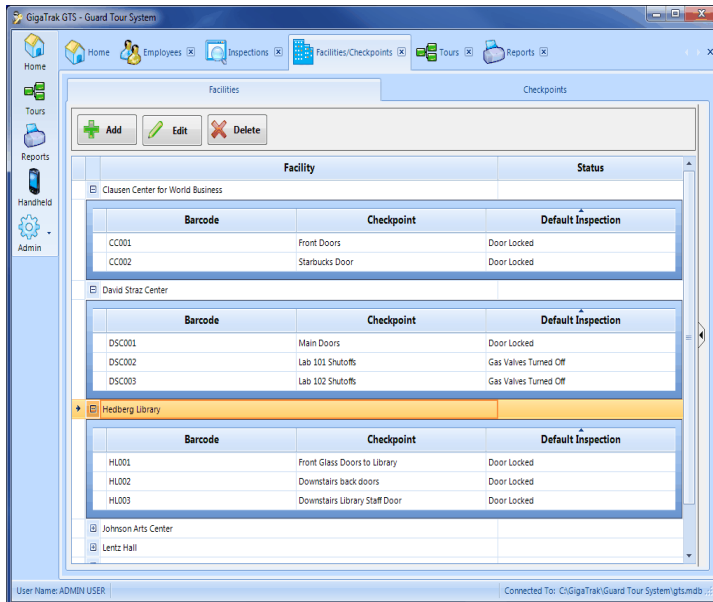 GigaTrak GTS - Guard Tour System
Home
Employees
Inspections
Facilities/Checkpoints
Tours
Reports
Home
Tours
Reports
Handheld
Admin
Facilities
Checkpoints
Add
Edit
Delete
Facility Status
Clausen Center for World Business
Barcode Checkpoint Default Inspection
CC001 Front Doors Door Locked
CC002 Starbucks Door Door Locked
David Straz Center
Barcode Checkpoint Default Inspection
DSC001 Main Doors Door Locked
DSC002 Lab 101 Shutoffs Gas Valves Turned Off
DSC003 Lab 102 Shutoffs Gas Valves Turned Off
Hedberg Library
Barcode Checkpoint Default Inspection
HL001 Front Glass Doors to Library Door Locked
HL002 Downstairs back doors Door Locked
HL003 Downstairs Library Staff Door Door Locked
Johnson Arts Center
Lentz Hall
User Name: ADMIN USER
Connected To: C:\GigaTrak\Guard Tour System\gts.mdb